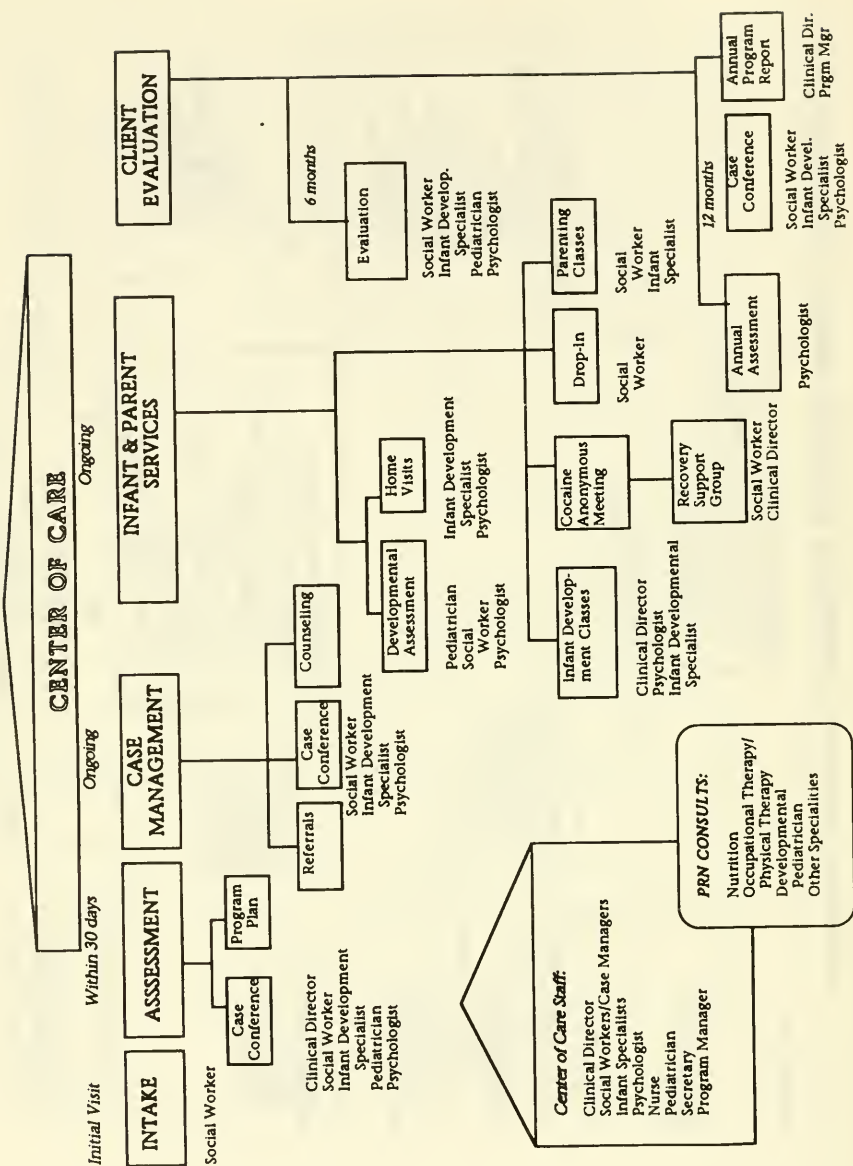 CENTER OF CARE
Initial Visit
Within 30 days
Ongoing
Ongoing
INTAKE
Social Worker
ASSSESSMENT
Case
Conference
Program
Plan
Clinical Director
Social Worker
Infant Development
Specialist
Pediatrician
Psychologist
CASE
MANAGEMENT
Referrals
Case
Conference
Counseling
Social Worker
Infant Development
Specialist
Psychologist
INFANT & PARENT
SERVICES
Developmental
Assessment
Pediatrician
Social
Worker
Psychologist
Home
Visits
Infant Development
Specialist
Psychologist
Infant Develop-
ment Classes
Clinical Director
Psychologist
Infant Developmental
Specialist
Cocaine
Anonymous
Meeting
Recovery
Support
Group
Social Worker
Clinical Director
Drop-In
Social
Worker
Parenting
Classes
Social
Worker
Infant
Specialist
CLIENT
EVALUATION
6 months
Evaluation
Social Worker
Infant Develop.
Specialist
Pediatrician
Psychologist
12 months
Annual
Assessment
Psychologist
Case
Conference
Social Worker
Infant Devel.
Specialist
Psychologist
Annual
Program
Report
Clinical Dir.
Prgm Mgr
Center of Care Staff:
Clinical Director
Social Workers/Case Managers
Infant Specialists
Psychologist
Nurse
Pediatrician
Secretary
Program Manager
PRN CONSULTS:
Nutrition
Occupational Therapy/
Physical Therapy
Developmental
Pediatrician
Other Specialities